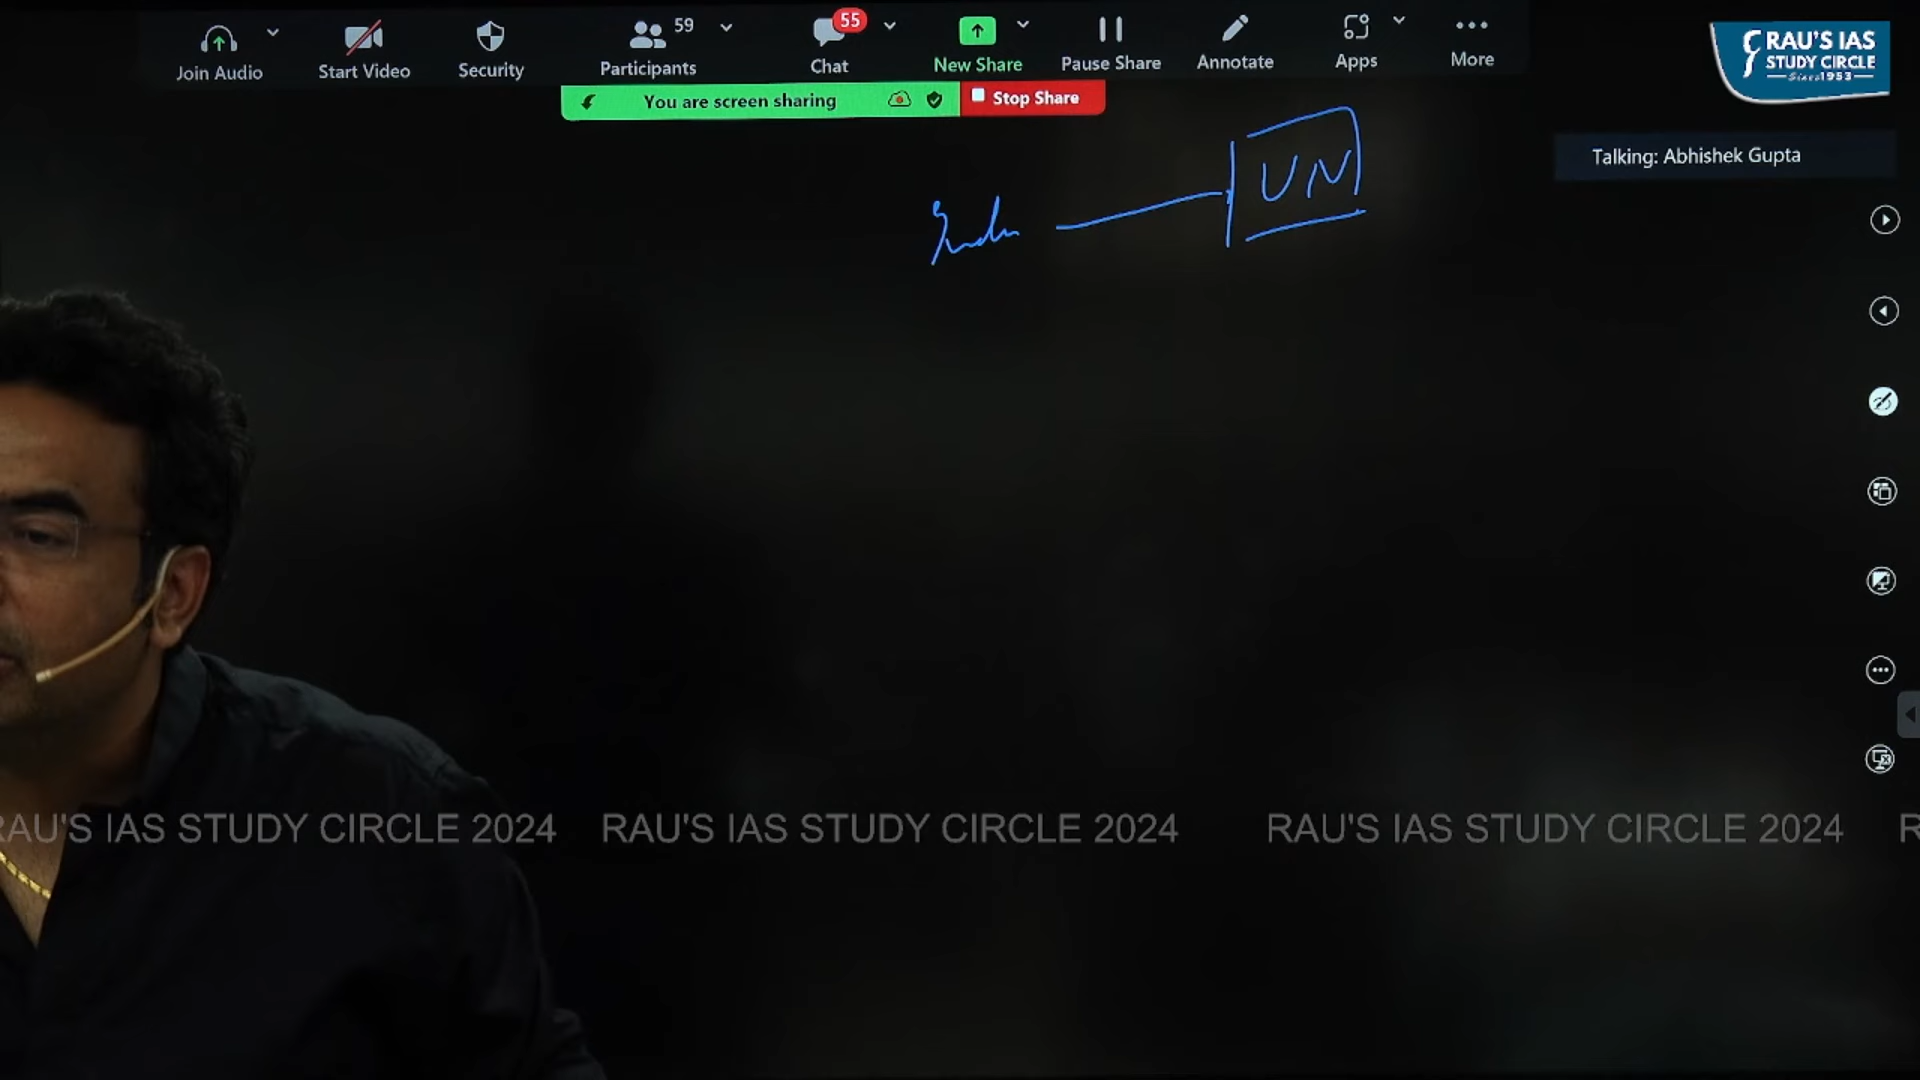 Join Audio
Start Video
Security
59
Participants
55
Chat
New Share
Pause Share
Annotate
Apps
More
RAU'S IAS
STUDY CIRCLE
Since 1953
You are screen sharing
Stop Share
Talking: Abhishek Gupta
UN
India
RAU'S IAS STUDY CIRCLE 2024 RAU'S IAS STUDY CIRCLE 2024 RAU'S IAS STUDY CIRCLE 2024 R